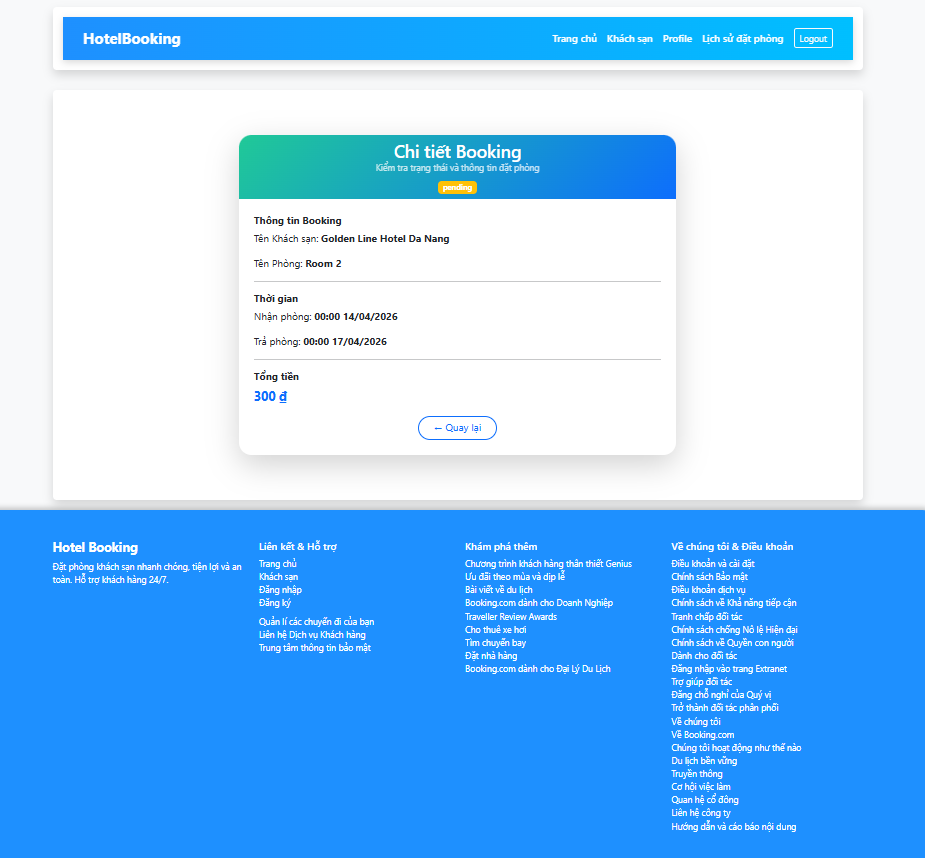 HotelBooking
Trang chủ Khách sạn Profile Lịch sử đặt phòng Logout
Chi tiết Booking
Kiểm tra trạng thái và thông tin đặt phòng
pending
Thông tin Booking
Tên Khách sạn: Golden Line Hotel Da Nang
Tên Phòng: Room 2
Thời gian
Nhận phòng: 00:00 14/04/2026
Trả phòng: 00:00 17/04/2026
Tổng tiền
300 ₫
← Quay lại
Hotel Booking
Đặt phòng khách sạn nhanh chóng, tiện lợi và an
toàn. Hỗ trợ khách hàng 24/7.
Liên kết & Hỗ trợ
Trang chủ
Khách sạn
Đăng nhập
Đăng ký
Quản lí các chuyến đi của bạn
Liên hệ Dịch vụ Khách hàng
Trung tâm thông tin bảo mật
Khám phá thêm
Chương trình khách hàng thân thiết Genius
Ưu đãi theo mùa và dịp lễ
Bài viết về du lịch
Booking.com dành cho Doanh Nghiệp
Traveller Review Awards
Cho thuê xe hơi
Tìm chuyến bay
Đặt nhà hàng
Booking.com dành cho Đại Lý Du Lịch
Về chúng tôi & Điều khoản
Điều khoản và cài đặt
Chính sách Bảo mật
Điều khoản dịch vụ
Chính sách về Khả năng tiếp cận
Tranh chấp đối tác
Chính sách chống Nô lệ Hiện đại
Chính sách về Quyền con người
Dành cho đối tác
Đăng nhập vào trang Extranet
Trợ giúp đối tác
Đăng chỗ nghỉ của Quý vị
Trở thành đối tác phân phối
Về chúng tôi
Về Booking.com
Chúng tôi hoạt động như thế nào
Du lịch bền vững
Truyền thông
Cơ hội việc làm
Quan hệ cổ đông
Liên hệ công ty
Hướng dẫn và cáo báo nội dung